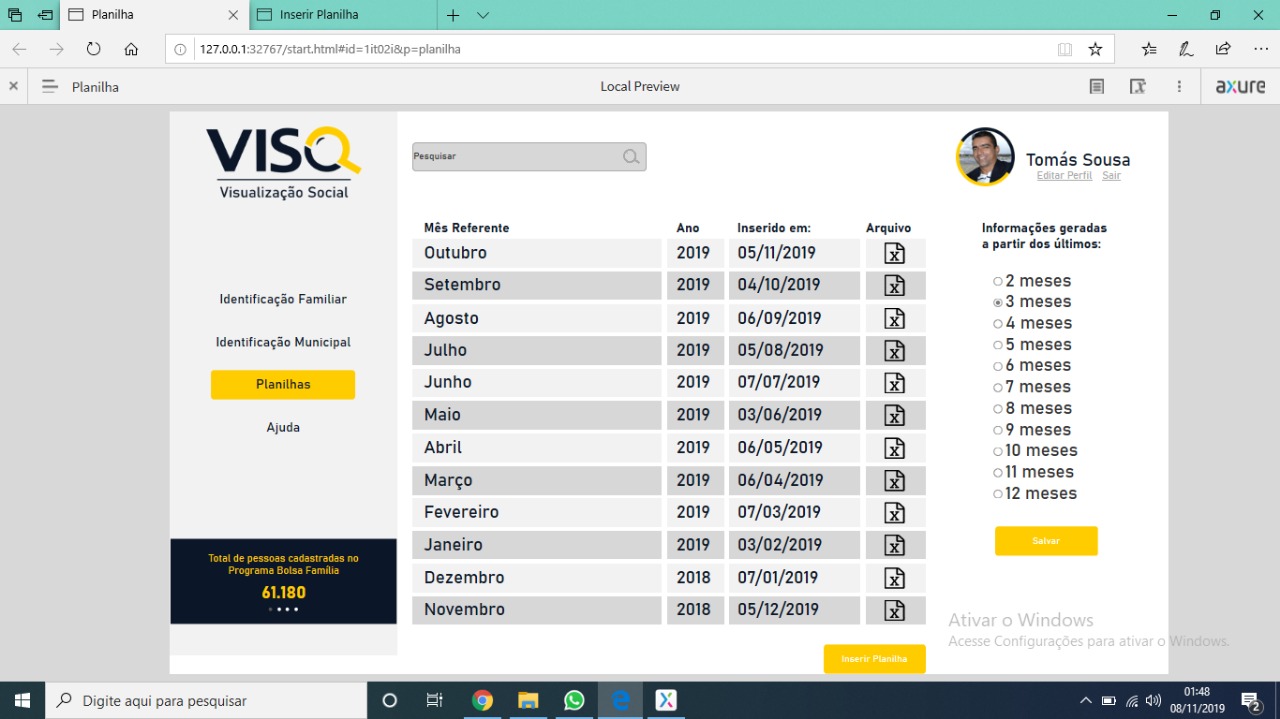 Planilha
Inserir Planilha
127.0.0.1:32767/start.html#id=1it02i&p=planilha
Planilha
Local Preview
axure
VISO
Visualização Social
Pesquisar
Tomás Sousa
Editar Perfil Sair
Identificação Familiar
Identificação Municipal
Planilhas
Ajuda
Total de pessoas cadastradas no
Programa Bolsa Família
61.180
Mês Referente Ano Inserido em: Arquivo
Outubro 2019 05/11/2019 X
Setembro 2019 04/10/2019 X
Agosto 2019 06/09/2019 X
Julho 2019 05/08/2019 X
Junho 2019 07/07/2019 X
Maio 2019 03/06/2019 X
Abril 2019 06/05/2019 X
Março 2019 06/04/2019 X
Fevereiro 2019 07/03/2019 X
Janeiro 2019 03/02/2019 X
Dezembro 2018 07/01/2019 X
Novembro 2018 05/12/2019 X
Inserir Planilha
Informações geradas
a partir dos últimos:
2 meses
3 meses
4 meses
5 meses
6 meses
7 meses
8 meses
9 meses
10 meses
11 meses
12 meses
Salvar
Ativar o Windows
Acesse Configurações para ativar o Windows.
Digite aqui para pesquisar
01:48
08/11/2019
2